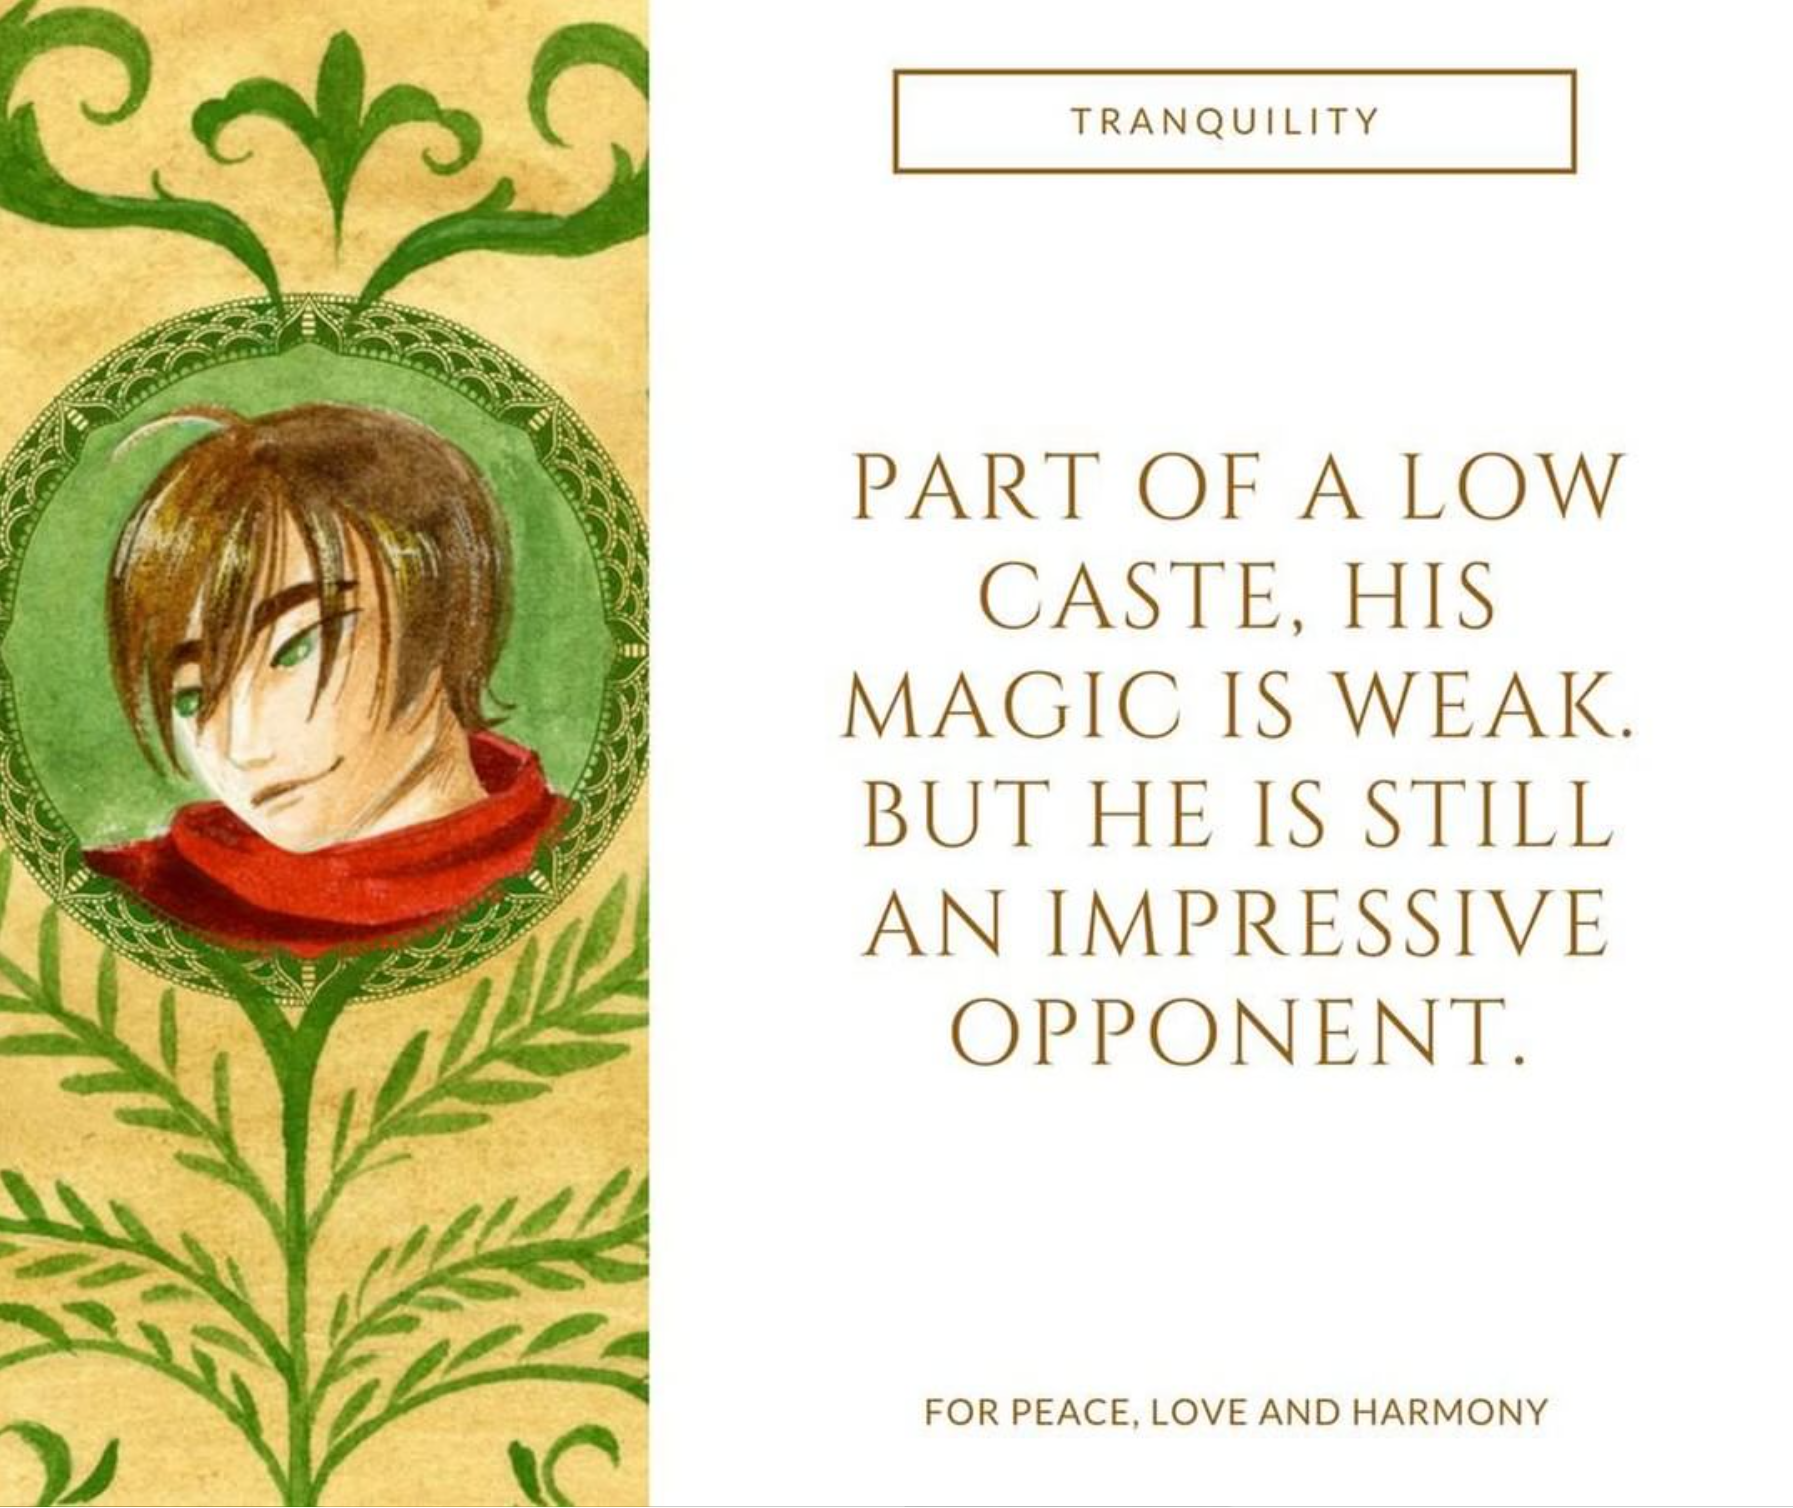 TRANQUILITY
PART OF A LOW
CASTE, HIS
MAGIC IS WEAK.
BUT HE IS STILL
AN IMPRESSIVE
OPPONENT.
FOR PEACE, LOVE AND HARMONY